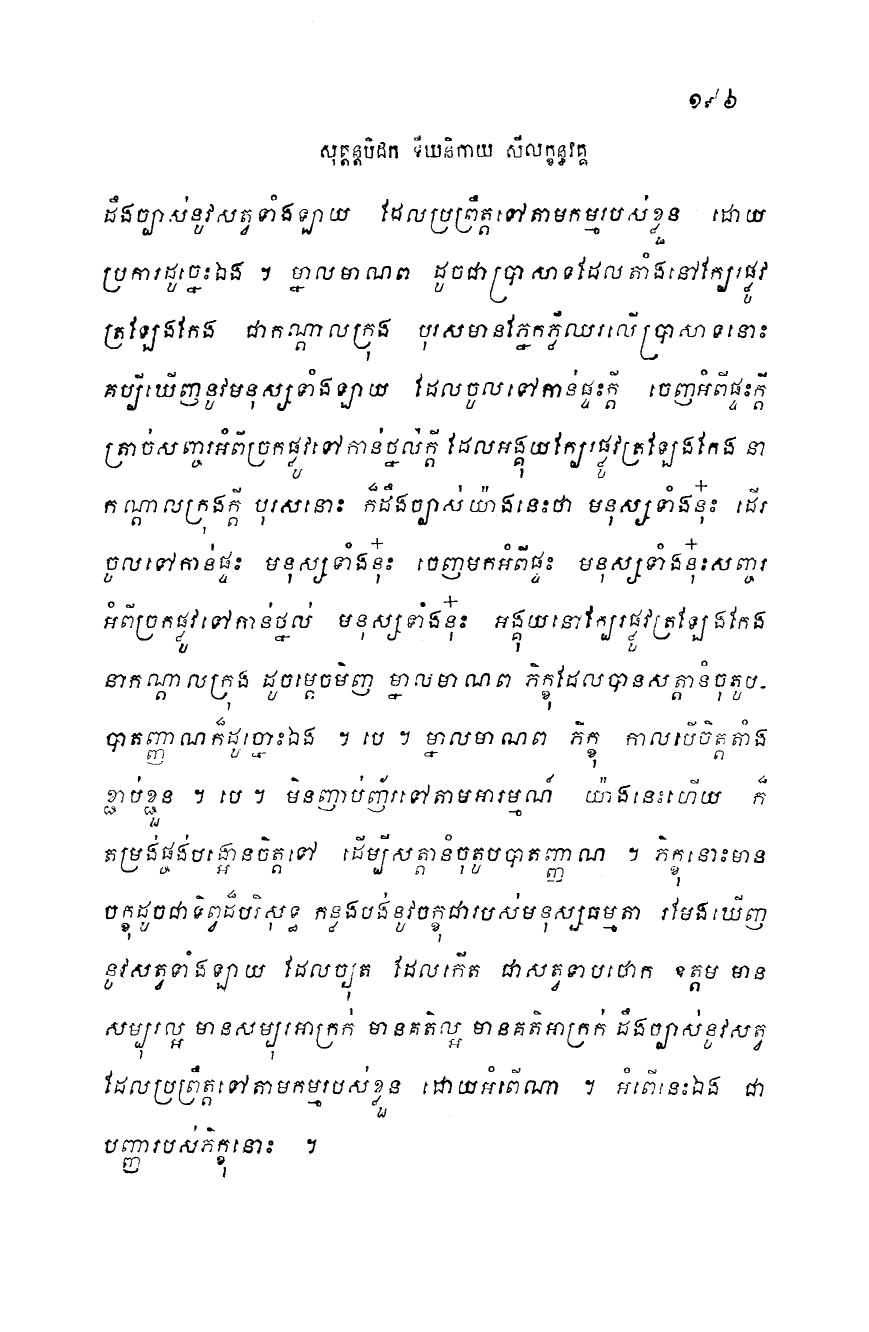 ១៩៦
សុត្តន្តបិដក ទីឃនិកាយ សីលក្ខន្ធវគ្គ
ដឹងច្បាស់នូវសត្វទាំងឡាយ ដែលប្រព្រឹត្តទៅតាមកម្មរបស់ខ្លួន ដោយ
ប្រការដូច្នេះឯង ។ ម្នាលមាណព ដូចជាប្រាសាទដែលតាំងនៅក្បែរផ្លូវ
ត្រឡែងកែង ជាកណ្តាលក្រុង បុរសមានភ្នែកភ្លឺឈរលើប្រាសាទនោះ
គប្បីឃើញនូវមនុស្សទាំងឡាយ ដែលចូលទៅកាន់ផ្ទះក្តី ចេញអំពីផ្ទះក្តី
ត្រាច់សញ្ចរអំពីច្រកផ្លូវទៅកាន់ថ្នល់ក្តី ដែលអង្គុយក្បែរផ្លូវត្រឡែងកែង នា
កណ្តាលក្រុងក្តី បុរសនោះ ក៏ដឹងច្បាស់យ៉ាងនេះថា មនុស្សទាំងនុ៎ះ ដើរ
ចូលទៅកាន់ផ្ទះ មនុស្សទាំងនុ៎ះ ចេញមកអំពីផ្ទះ មនុស្សទាំងនុ៎ះសញ្ចរ
អំពីច្រកផ្លូវទៅកាន់ថ្នល់ មនុស្សទាំងនុ៎ះ អង្គុយនៅក្បែរផ្លូវត្រឡែងកែង
នាកណ្តាលក្រុង ដូចម្តេចមិញ ម្នាលមាណព ភិក្ខុដែលបានសត្តានំចុតូប-
បាតញ្ញាណក៏ដូច្នោះឯង ។ បេ ។ ម្នាលមាណព ភិក្ខុ កាលបើចិត្តតាំង
ខ្ជាប់ខ្ជួន ។ បេ ។ មិនញាប់ញ័រទៅតាមអារម្មណ៍ យ៉ាងនេះហើយ ក៏
តម្រង់ផ្ចង់បង្អោនចិត្តទៅ ដើម្បីសត្តានំចុតូបបាតញ្ញាណ ។ ភិក្ខុនោះមាន
ចក្ខុដូចជាទិព្វដ៏បរិសុទ្ធ កន្លងបង់នូវចក្ខុជារបស់មនុស្សធម្មតា រមែងឃើញ
នូវសត្វទាំងឡាយ ដែលច្យុត ដែលកើត ជាសត្វទាបថោក ឧត្តម មាន
សម្បុរល្អ មានសម្បុរអាក្រក់ មានគតិល្អ មានគតិអាក្រក់ ដឹងច្បាស់នូវសត្វ
ដែលប្រព្រឹត្តទៅតាមកម្មរបស់ខ្លួន ដោយអំពើណា ។ អំពើនេះឯង ជា
បញ្ញារបស់ភិក្ខុនោះ ។